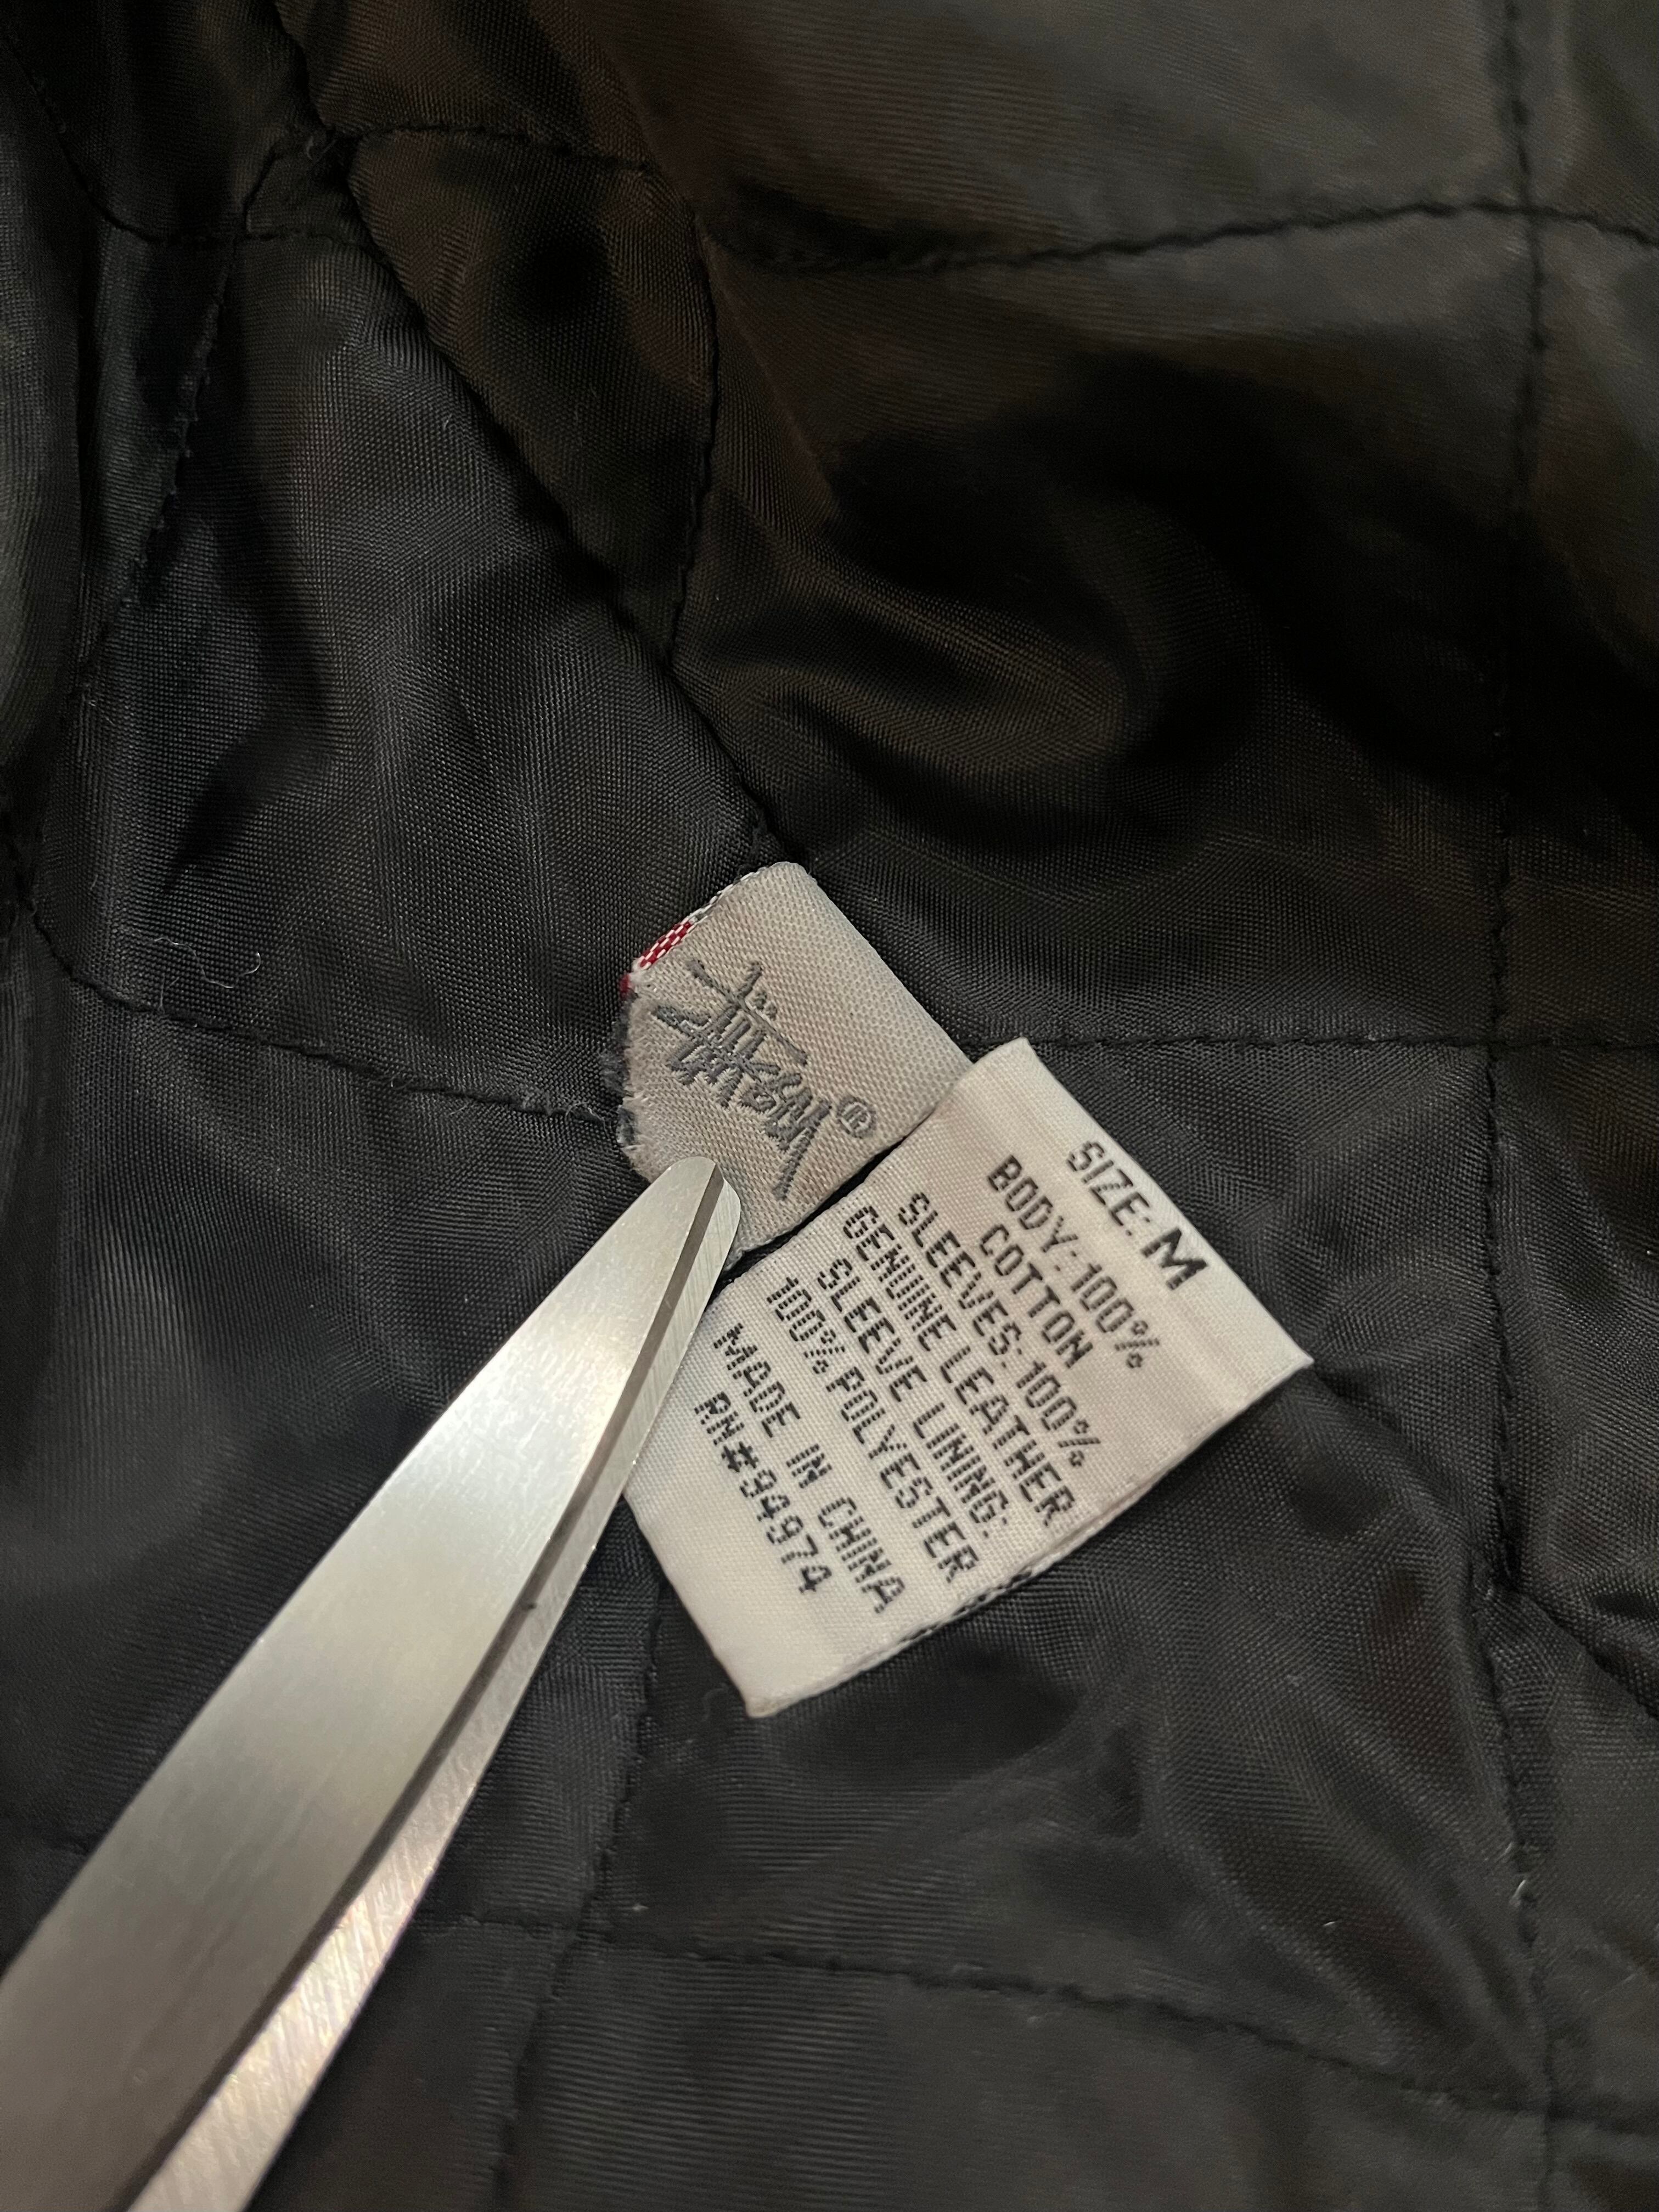 Stüssy®
SIZE: M
BODY: 100%
COTTON
SLEEVES: 100%
GENUINE LEATHER
SLEEVE LINING:
100% POLYESTER
MADE IN CHINA
RN#94974